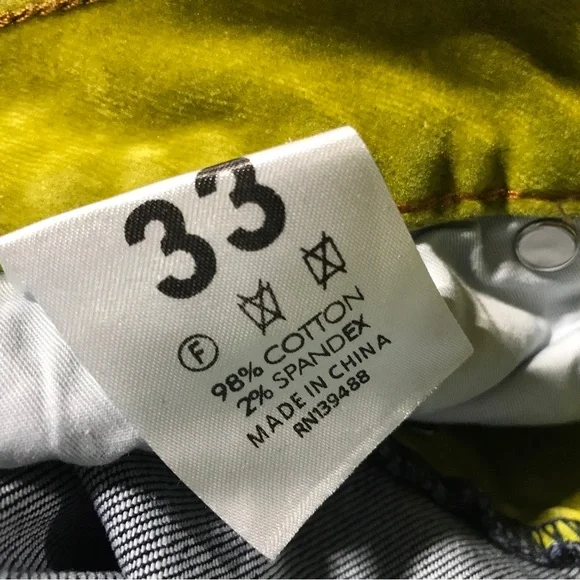 33
F
98% COTTON
2% SPANDEX
MADE IN CHINA
RN139488